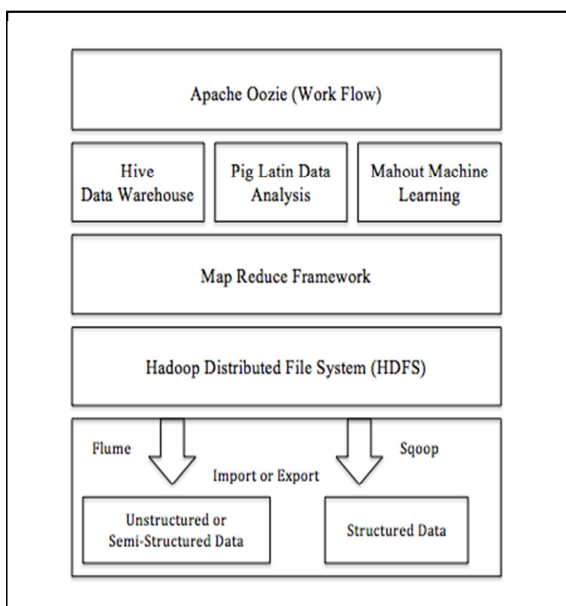 Apache Oozie (Work Flow)
Hive
Data Warehouse
Pig Latin Data
Analysis
Mahout Machine
Learning
Map Reduce Framework
Hadoop Distributed File System (HDFS)
Flume
Sqoop
Import or Export
Unstructured or
Semi-Structured Data
Structured Data